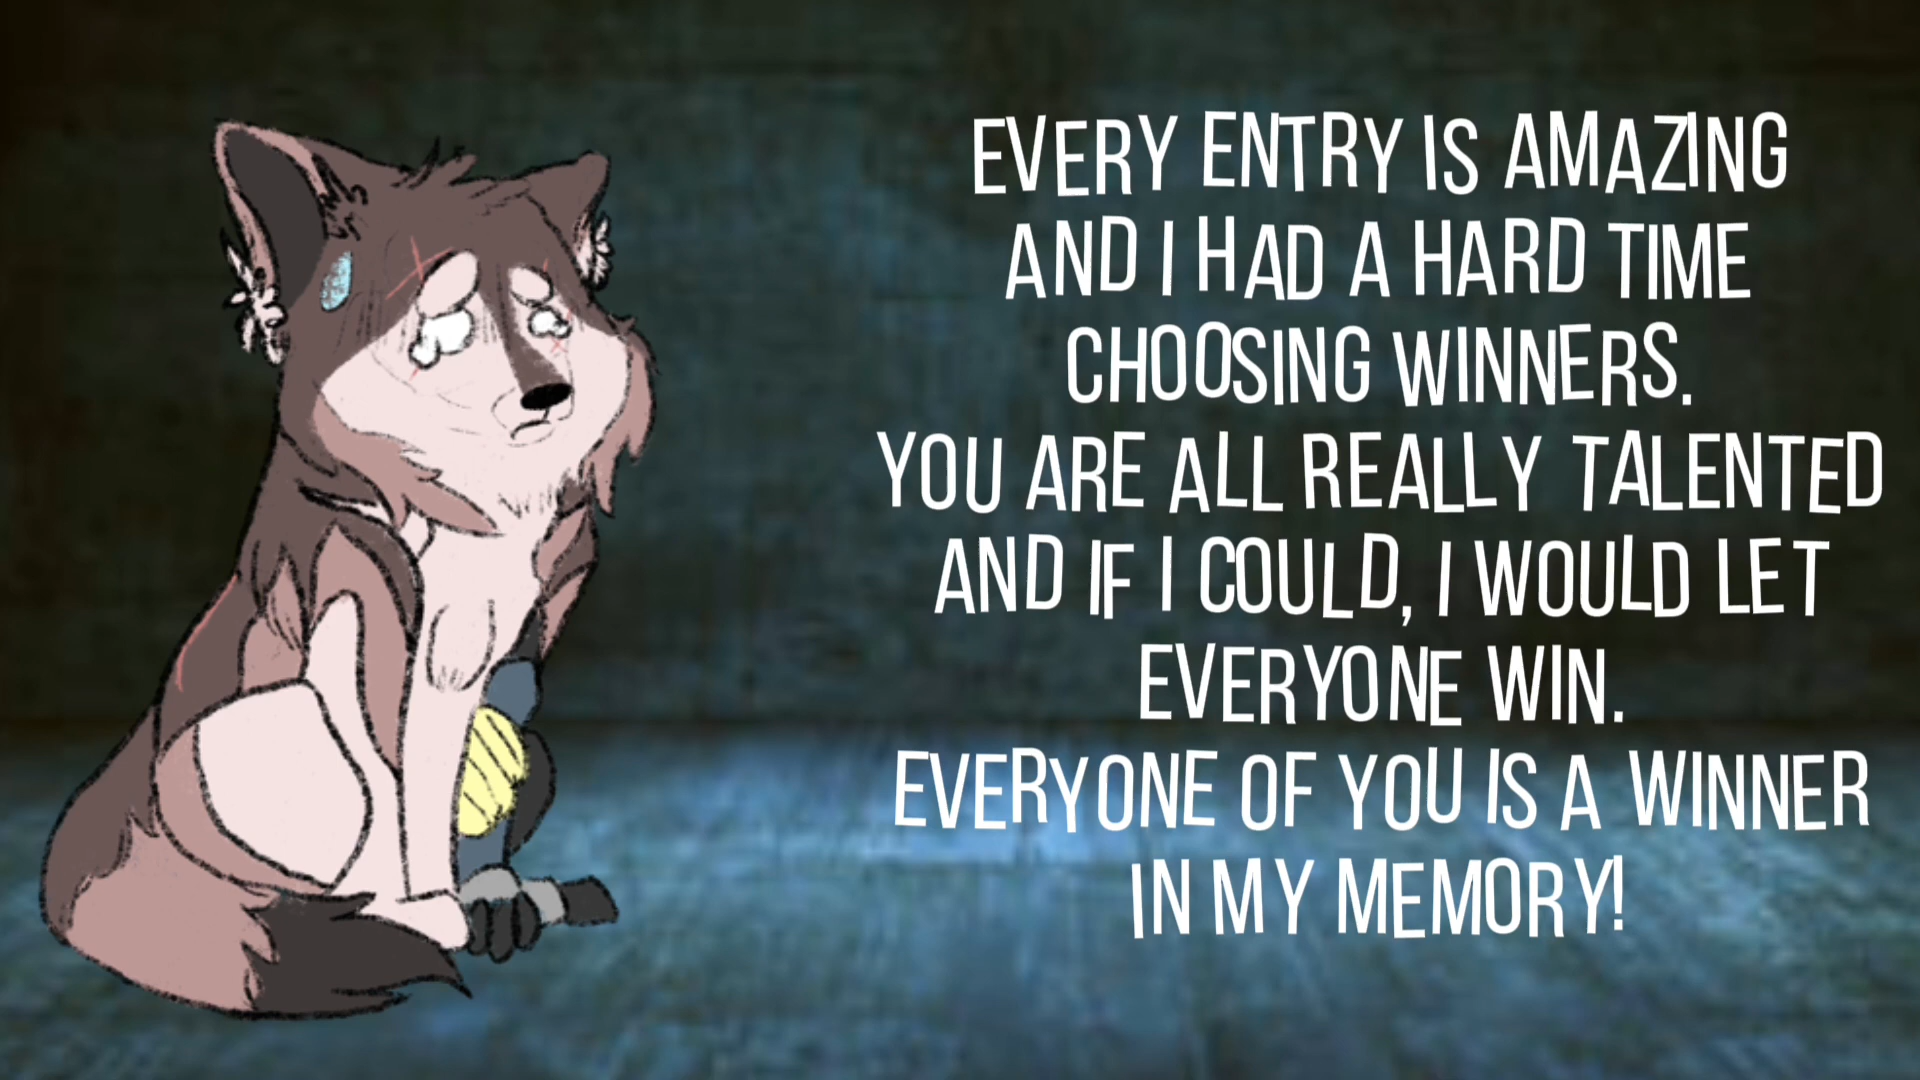 EVERY ENTRY IS AMAZING
AND I HAD A HARD TIME
CHOOSING WINNERS.
YOU ARE ALL REALLY TALENTED
AND IF I COULD, I WOULD LET
EVERYONE WIN.
EVERYONE OF YOU IS A WINNER
IN MY MEMORY!